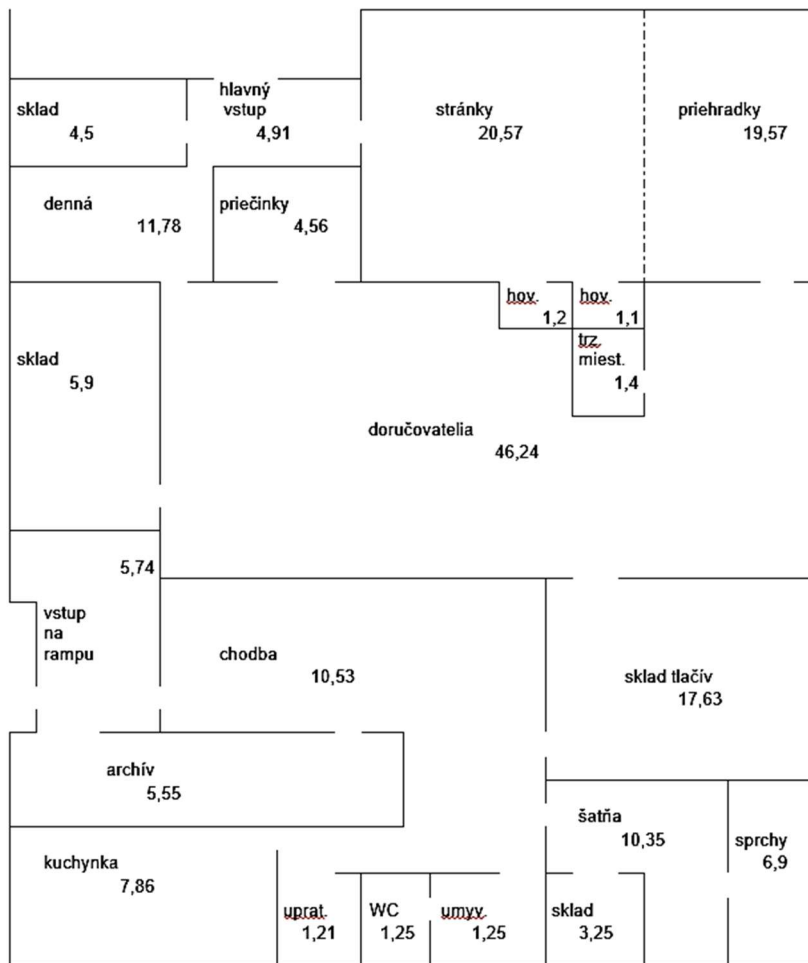 hlavný
vstup
4,91
sklad
4,5
stránky
20,57
priehradky
19,57
denná
11,78
priečinky
4,56
hov.
1,2
hov.
1,1
trz.
miest.
1,4
sklad
5,9
doručovatelia
46,24
5,74
vstup
na
rampu
chodba
10,53
sklad tlačív
17,63
archív
5,55
šatňa
10,35
sprchy
6,9
kuchynka
7,86
uprat.
1,21
WC
1,25
umyv.
1,25
sklad
3,25